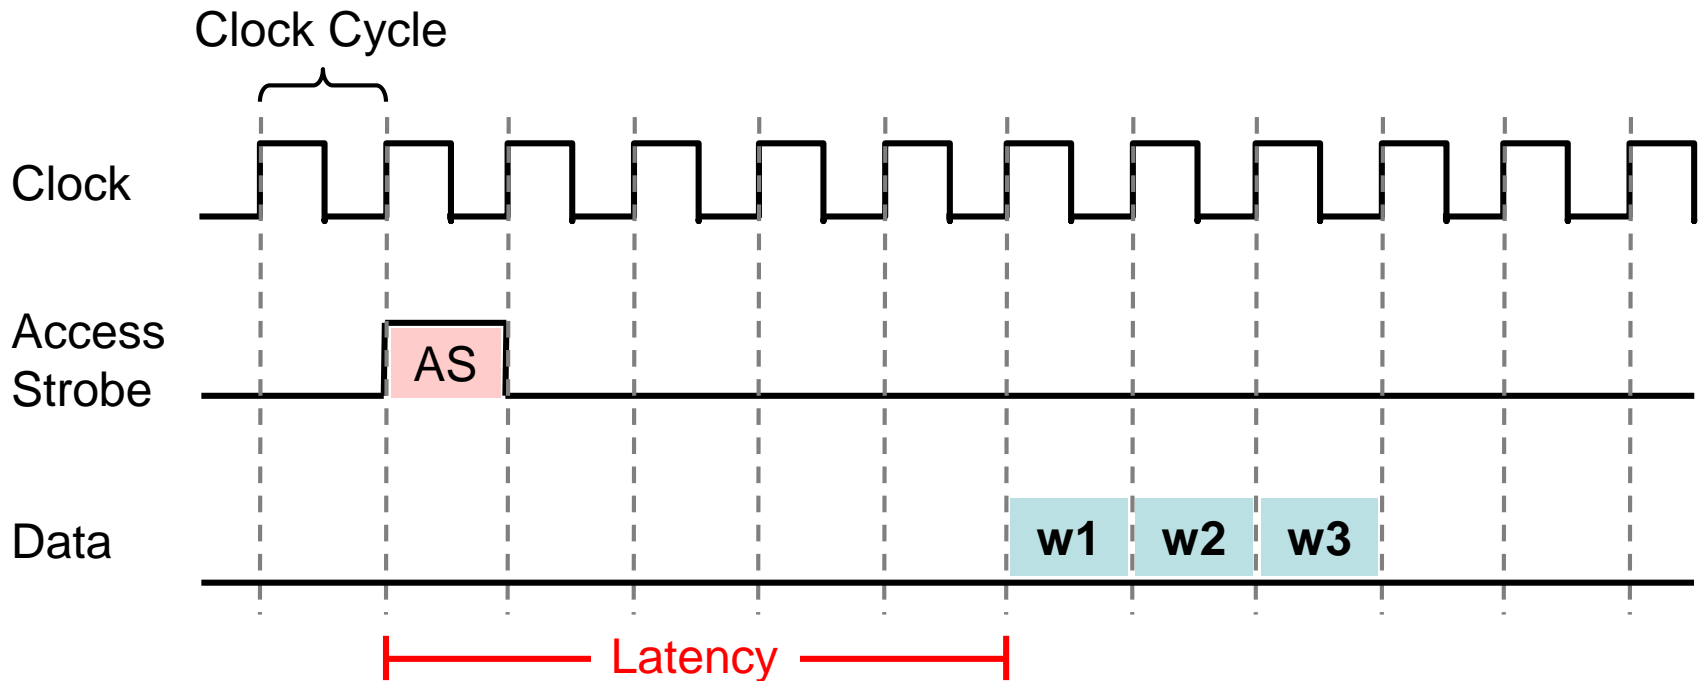 Clock Cycle
Clock
Access
Strobe
AS
Data
w1 w2 w3
Latency